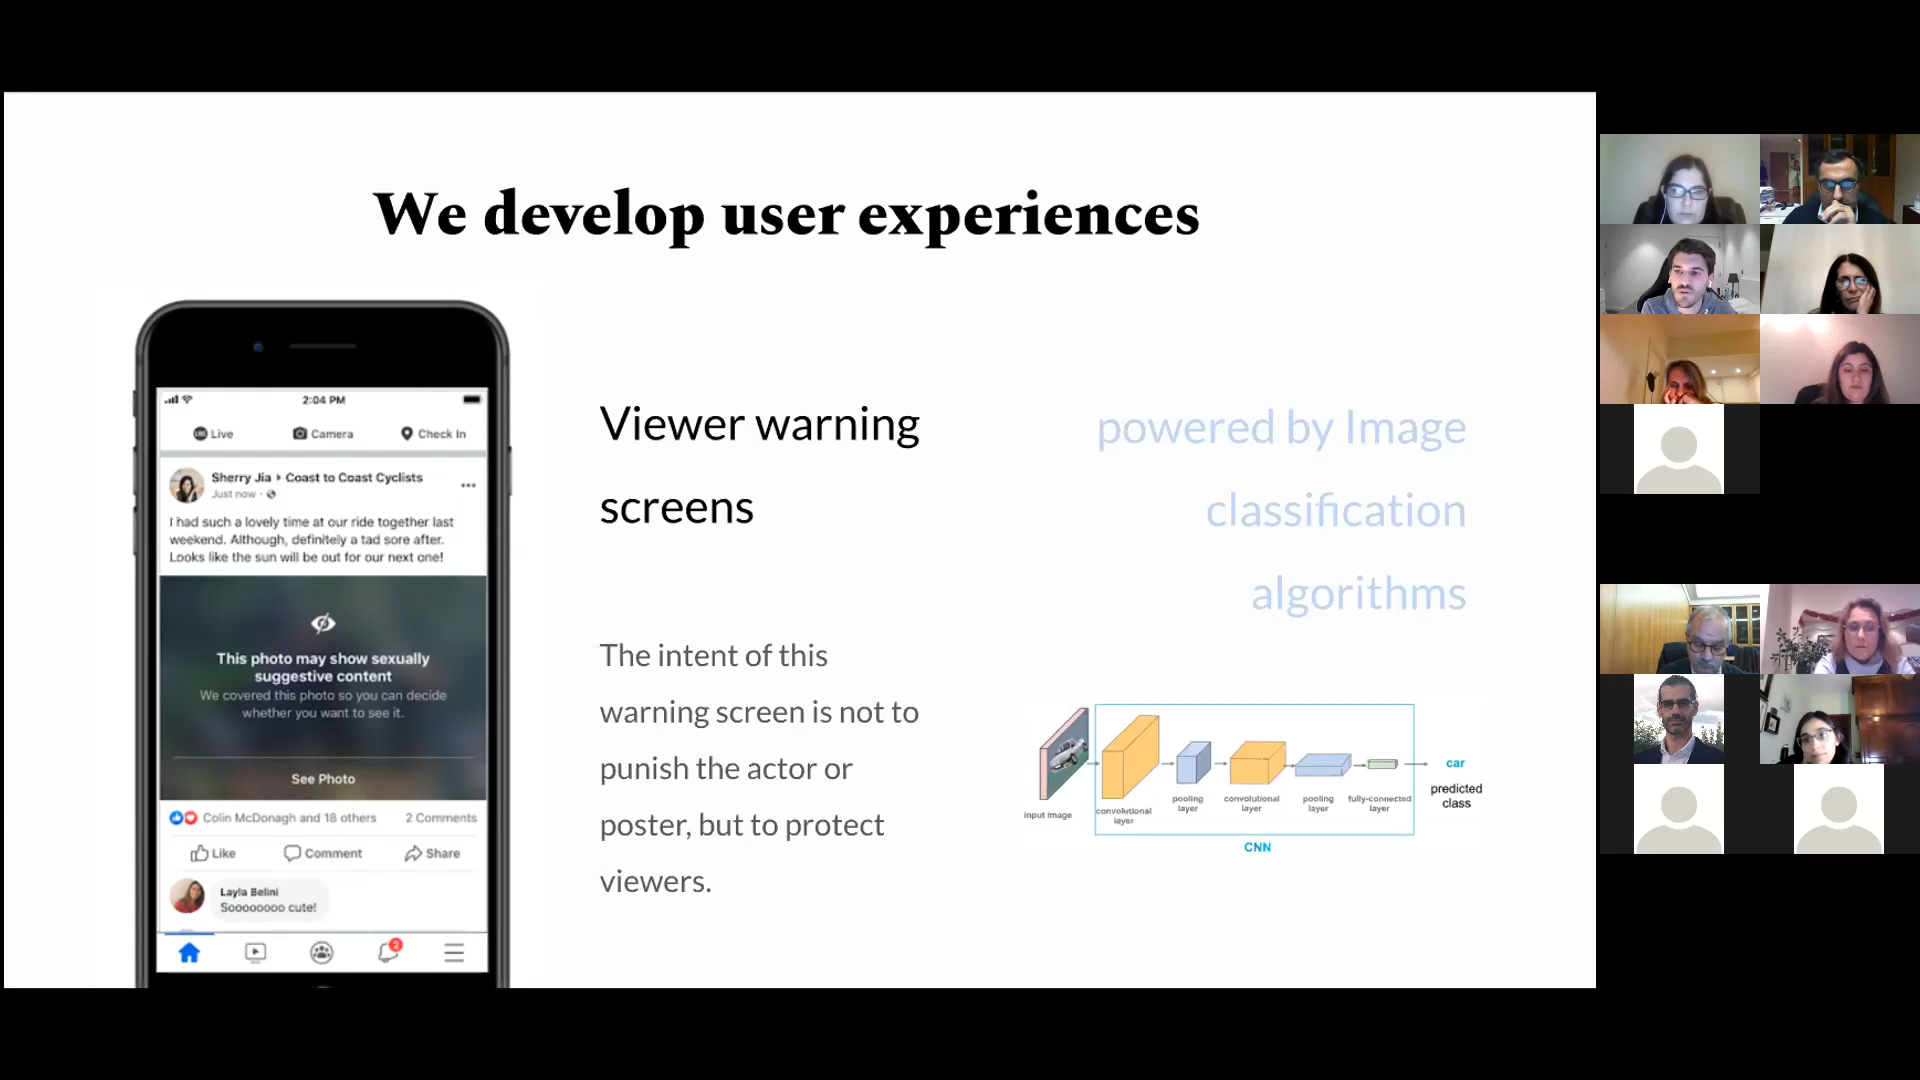 We develop user experiences
2:04 PM
LIVE Live
Camera
Check In
Sherry Jia ▸ Coast to Coast Cyclists
Just now ·
I had such a lovely time at our ride together last
weekend. Although, definitely a tad sore after.
Looks like the sun will be out for our next one!
This photo may show sexually
suggestive content
We covered this photo so you can decide
whether you want to see it.
See Photo
Colin McDonagh and 18 others
2 Comments
Like
Comment
Share
Layla Belini
Soooooooo cute!
2
Viewer warning
screens
The intent of this
warning screen is not to
punish the actor or
poster, but to protect
viewers.
powered by Image
classification
algorithms
input image
convolutional
layer
pooling
layer
convolutional
layer
pooling
layer
fully-connected
layer
car
predicted
class
CNN